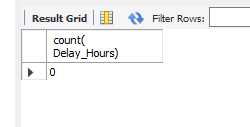 Result Grid Filter Rows:
count(
Delay_Hours)
0